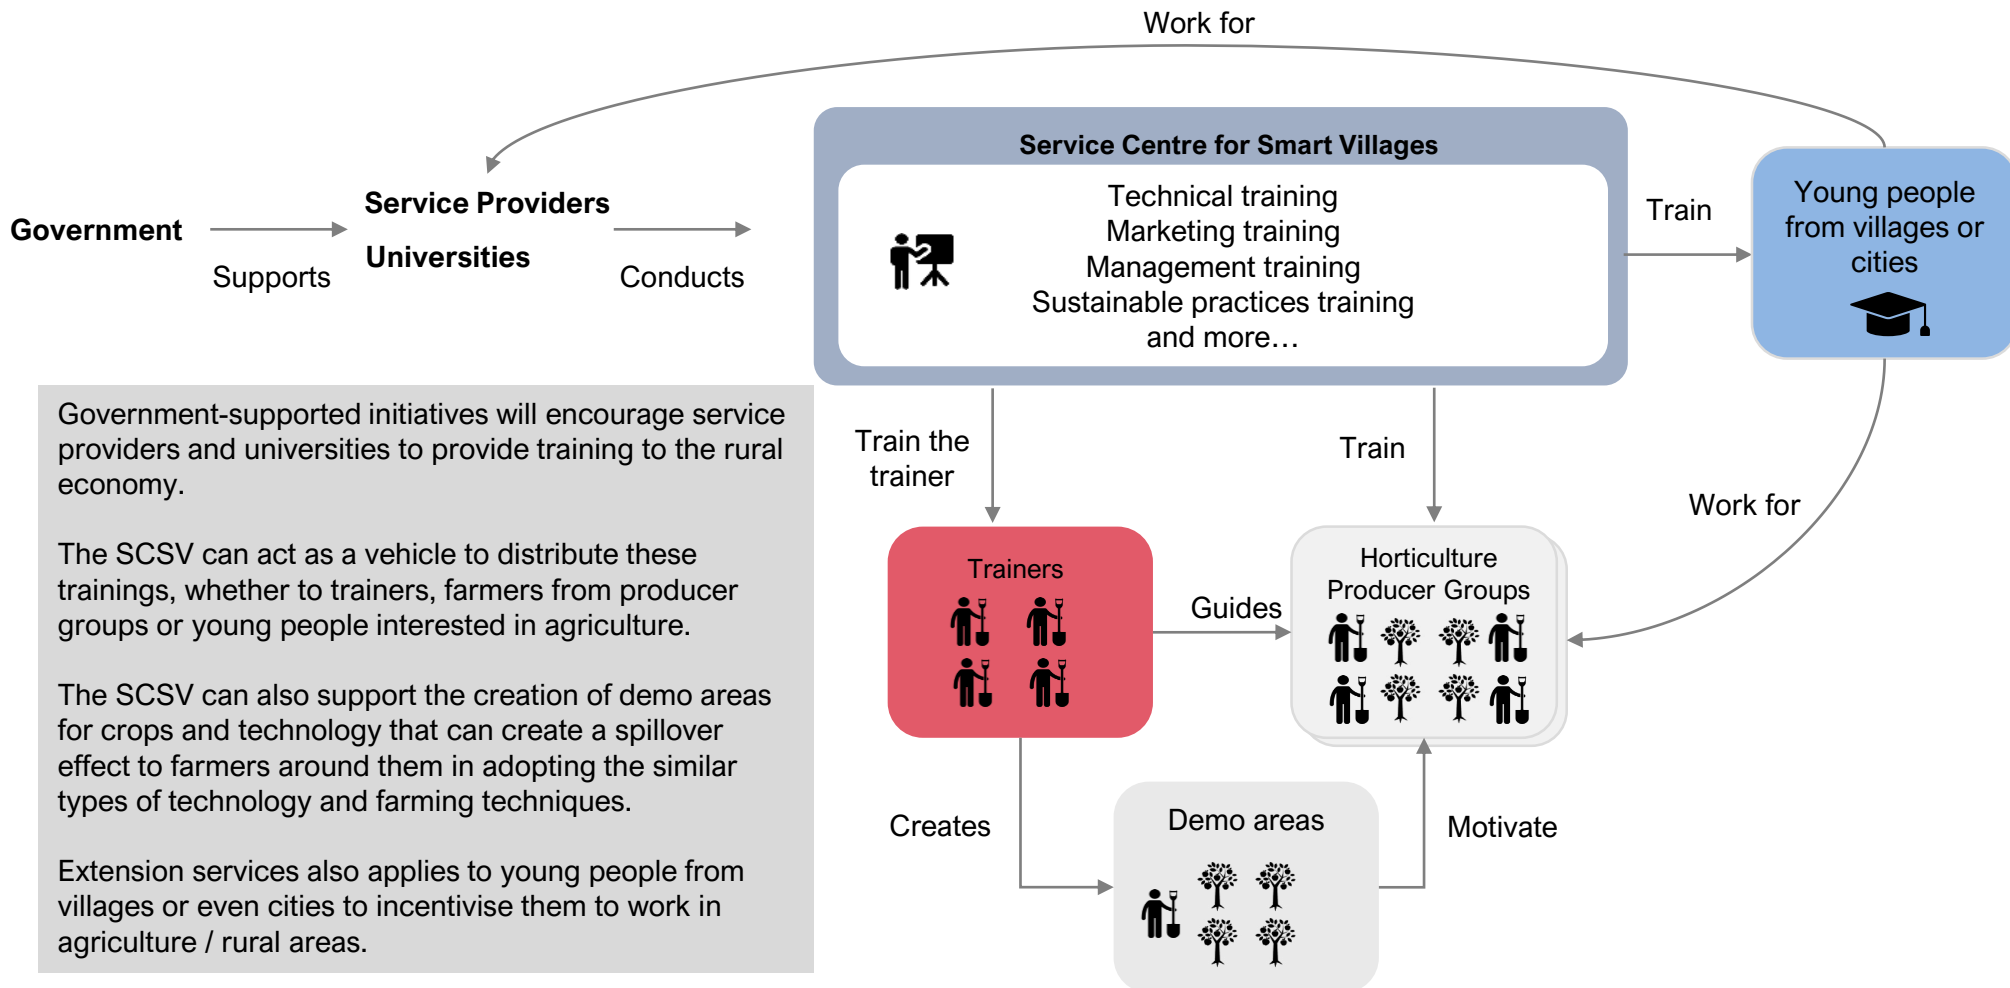 Work for
Service Centre for Smart Villages
Technical training
Marketing training
Management training
Sustainable practices training
and more…
Government
Supports
Service Providers
Universities
Conducts
Train
Young people
from villages or
cities
Government-supported initiatives will encourage service
providers and universities to provide training to the rural
economy.
The SCSV can act as a vehicle to distribute these
trainings, whether to trainers, farmers from producer
groups or young people interested in agriculture.
The SCSV can also support the creation of demo areas
for crops and technology that can create a spillover
effect to farmers around them in adopting the similar
types of technology and farming techniques.
Extension services also applies to young people from
villages or even cities to incentivise them to work in
agriculture / rural areas.
Train the
trainer
Train
Work for
Trainers
Guides
Horticulture
Producer Groups
Creates
Demo areas
Motivate